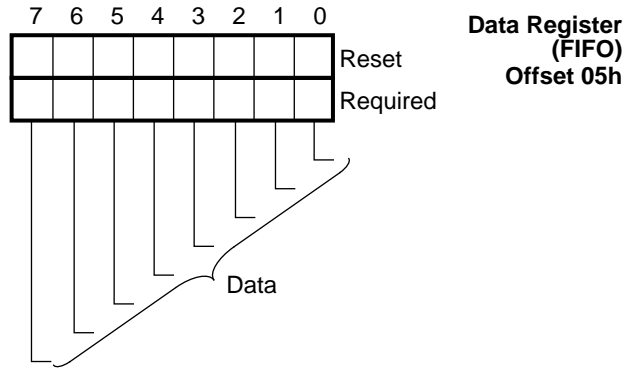 7 6 5 4 3 2 1 0
Data Register
(FIFO)
Offset 05h
Reset
Required
Data